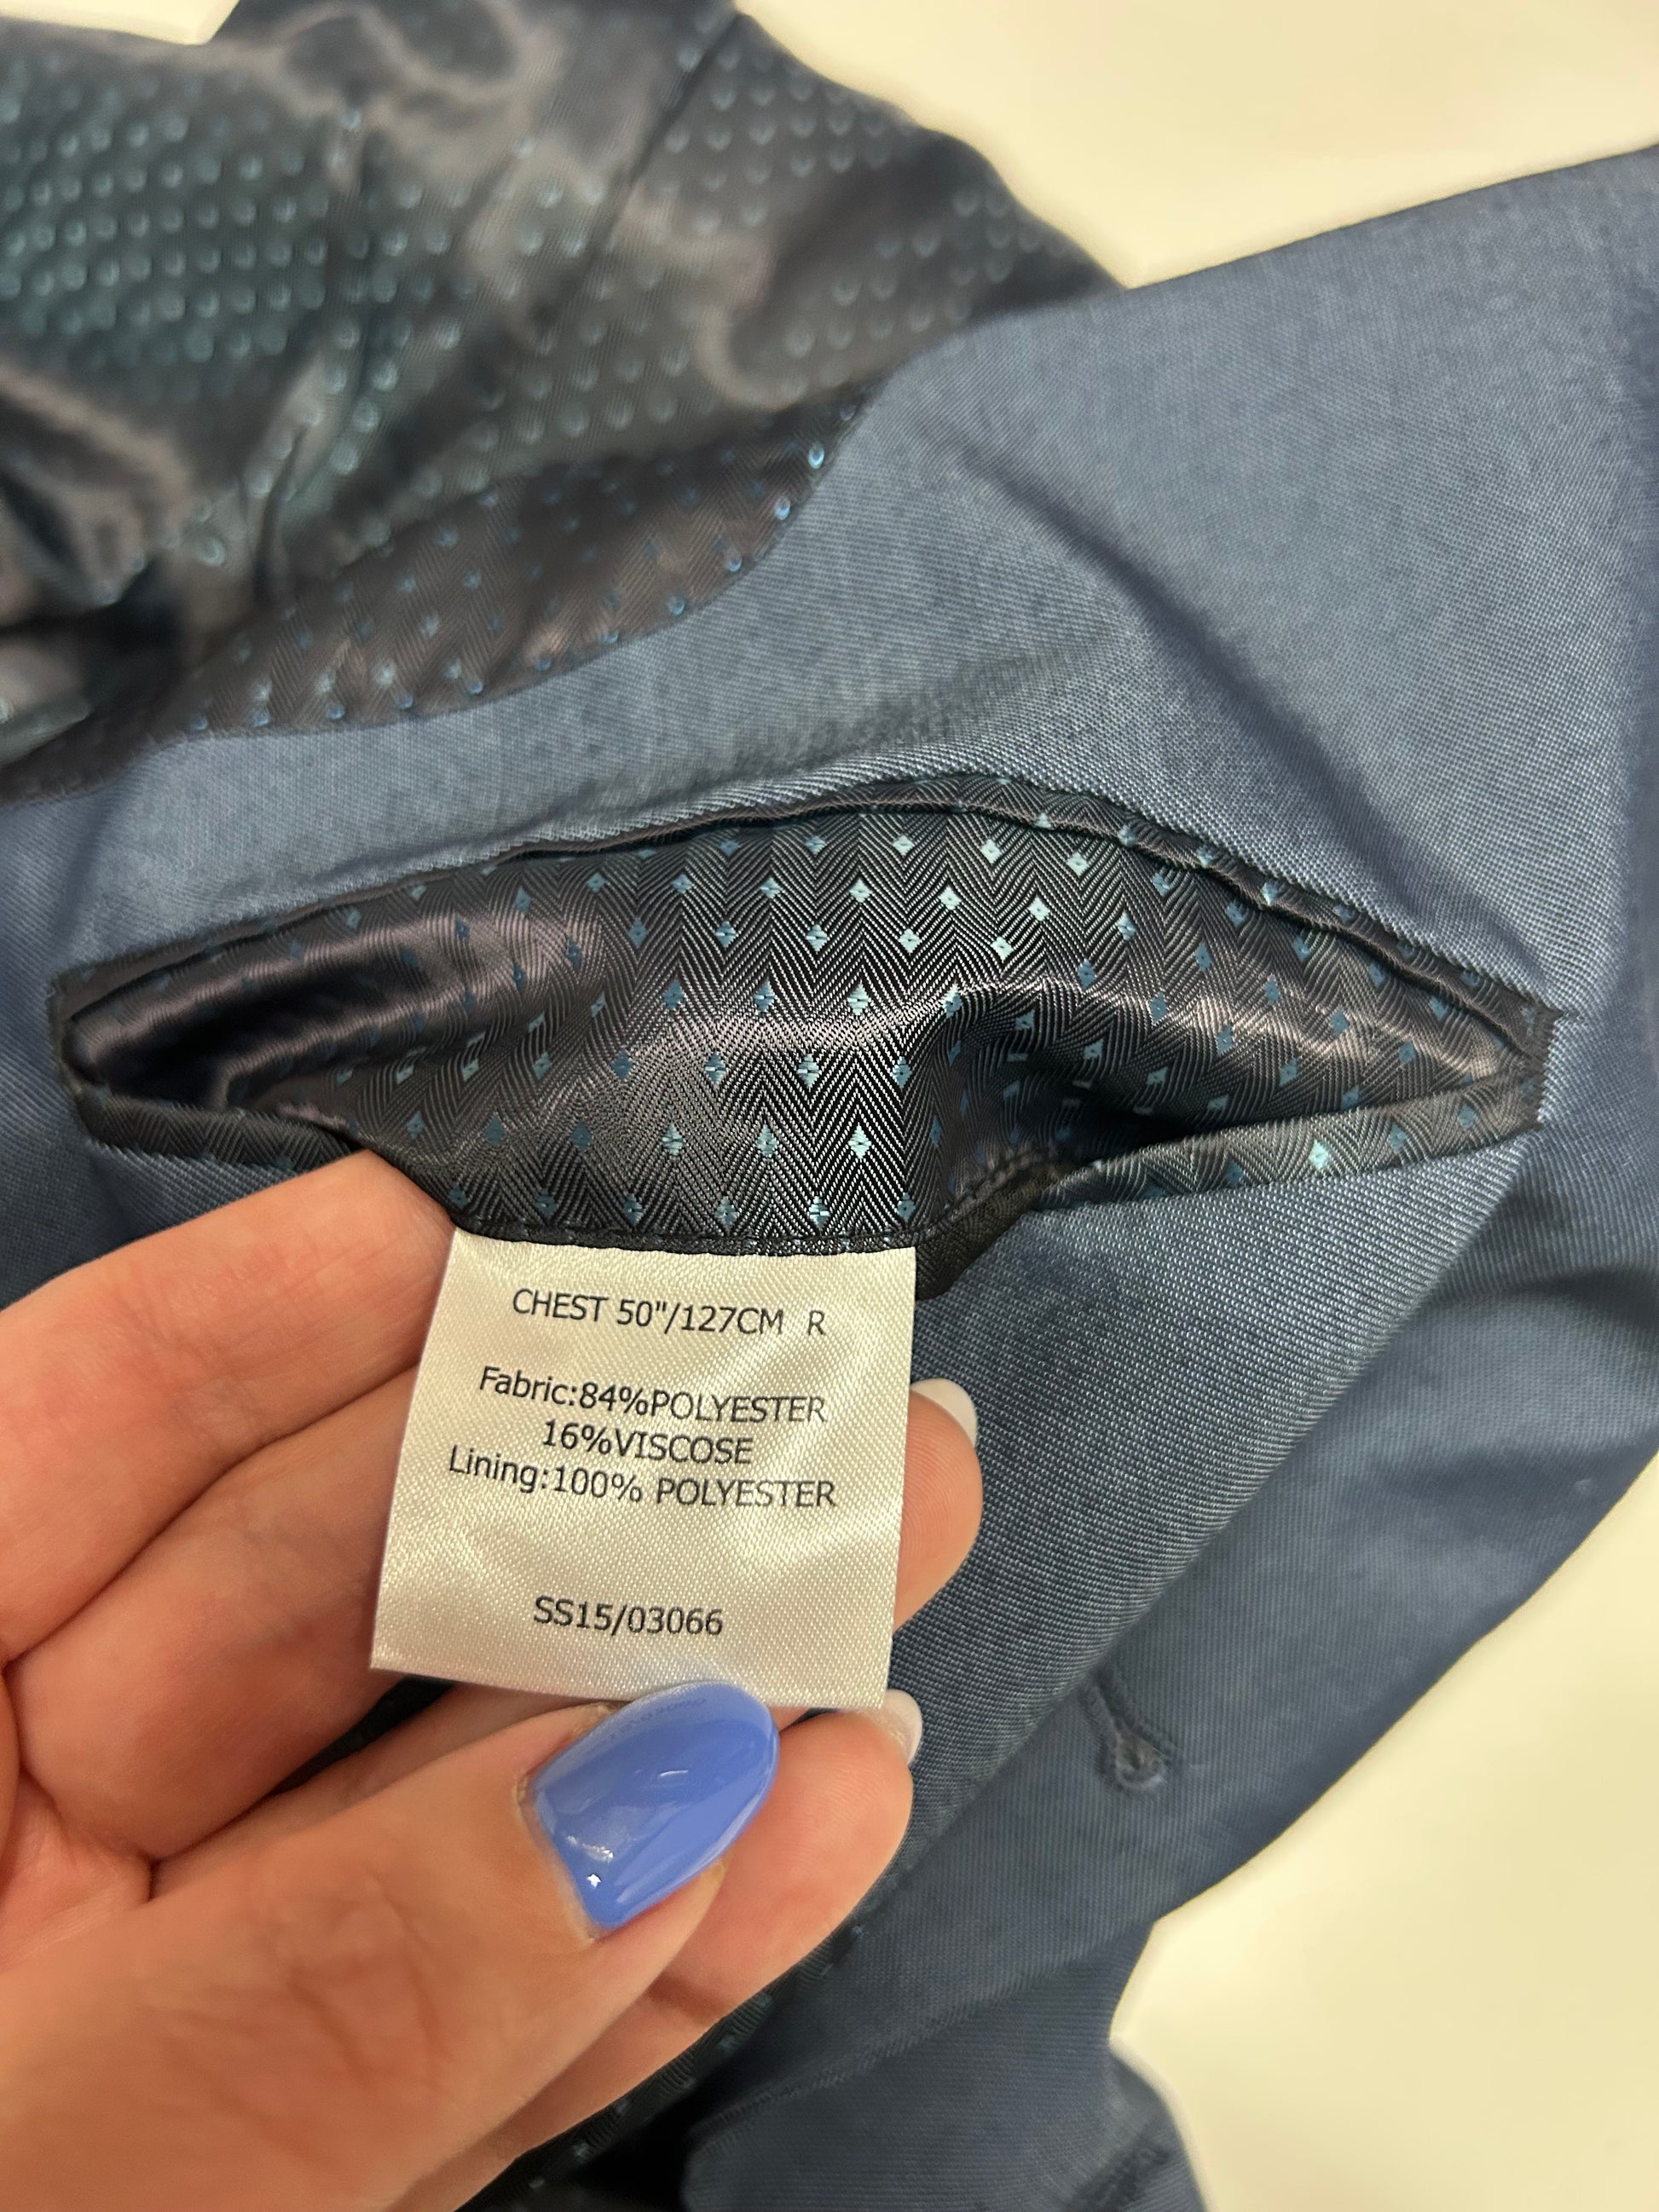 CHEST 50"/127CM R
Fabric:84%POLYESTER
16%VISCOSE
Lining:100% POLYESTER
SS15/03066